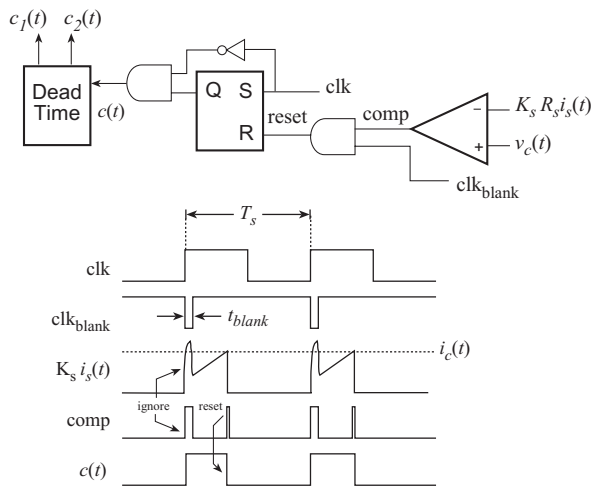 c1(t) c2(t)
Dead
Time
c(t)
Q S
R
clk
reset
comp
−
+
Ks Rs is(t)
vc(t)
clkblank
Ts
clk
clkblank
tblank
ic(t)
Ks is(t)
ignore
reset
comp
c(t)